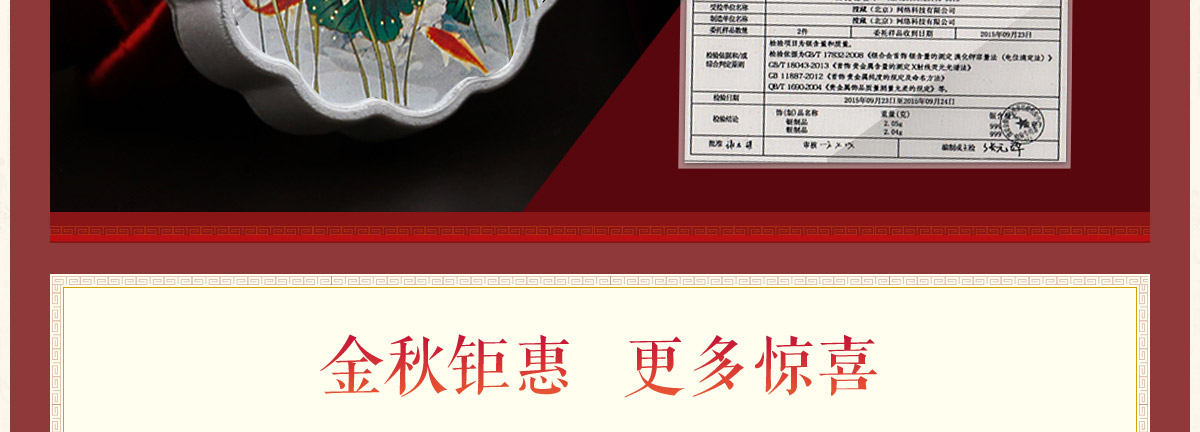 受检单位名称 搜藏（北京）网络科技有限公司
制造单位名称 搜藏（北京）网络科技有限公司
委托样品数量 2件 委托样品收到日期 2015年09月23日
检验项目为银含量和质量。
检验依据和/或
综合判定原则
检验依据为GB/T 17832-2008《银合金首饰 银含量的测定 溴化钾容量法（电位滴定法）》
GB/T 18043-2013《首饰 贵金属含量的测定 X射线荧光光谱法》
GB 11887-2012《首饰 贵金属纯度的规定及命名方法》
QB/T 1690-2004《贵金属饰品质量测量允差的规定》等。
检验日期 2015年09月23日至2015年09月24日
检验结论
饰(制)品名称 重量(克)
银制品 2.05g
银制品 2.04g
批准 审核 编制或主检
金秋钜惠 更多惊喜